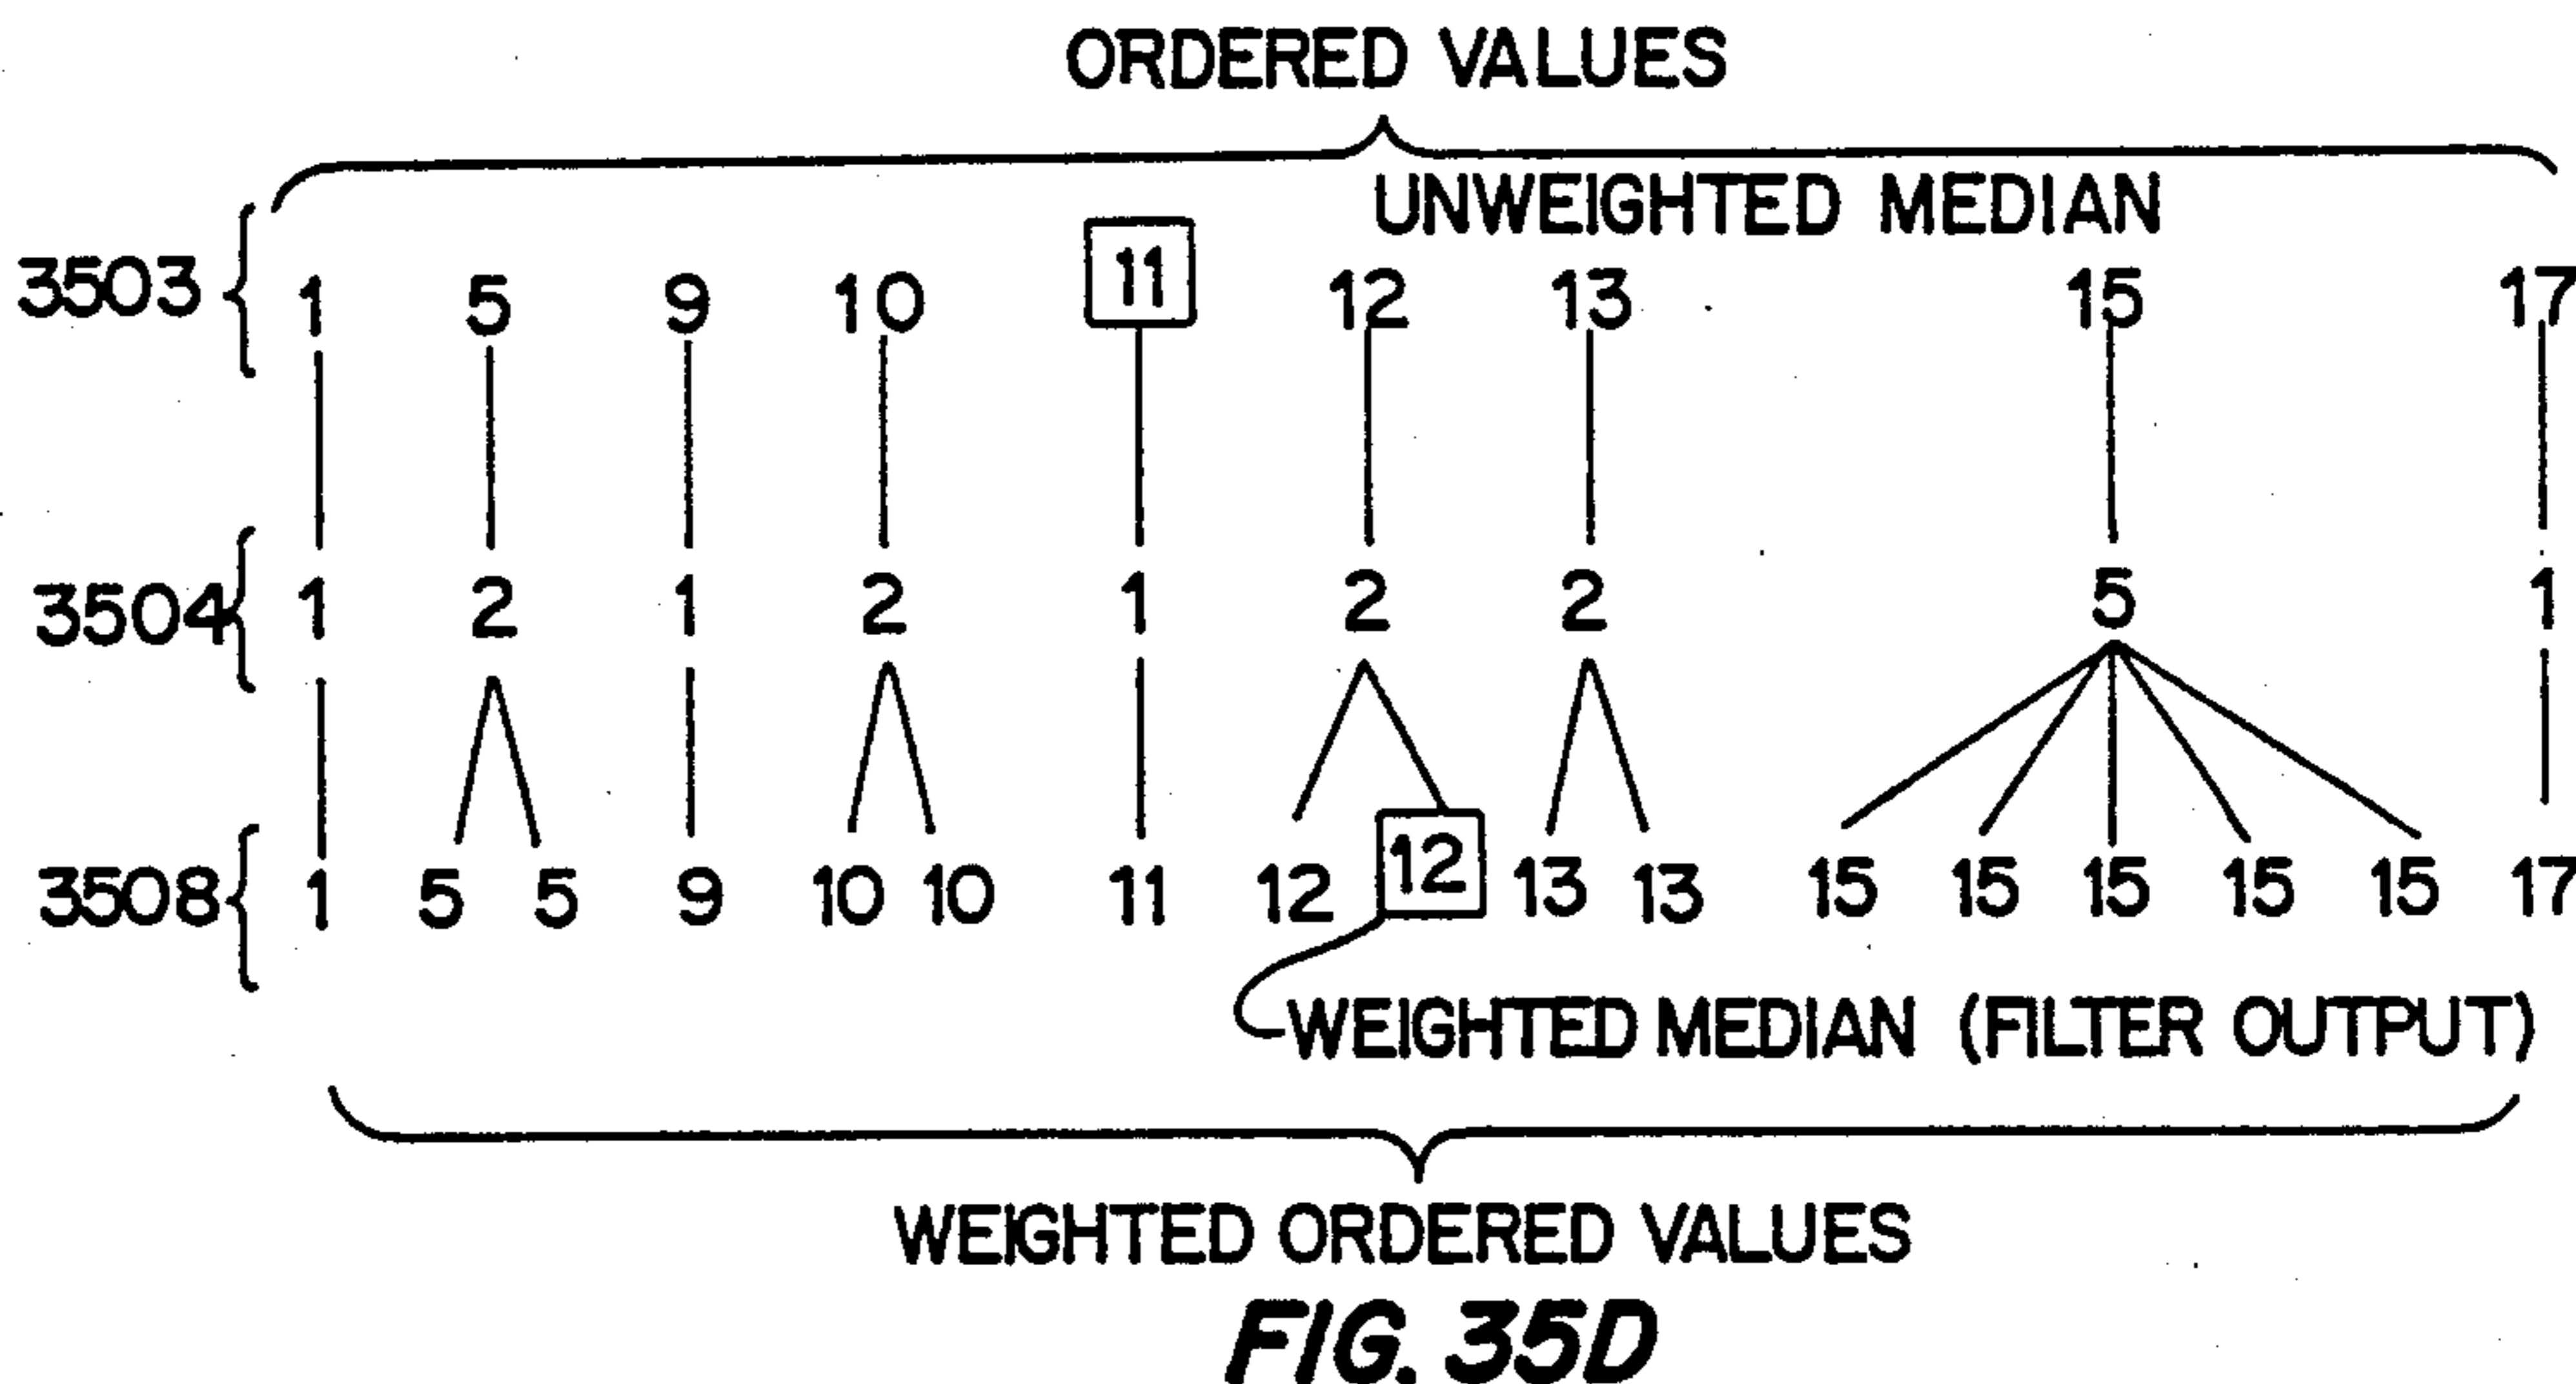 ORDERED VALUES
UNWEIGHTED MEDIAN
3503 1 5 9 10 11 12 13 15 17
3504 1 2 1 2 1 2 2 5 1
3508 1 5 5 9 10 10 11 12 12 13 13 15 15 15 15 15 17
WEIGHTED MEDIAN (FILTER OUTPUT)
WEIGHTED ORDERED VALUES
FIG. 35D